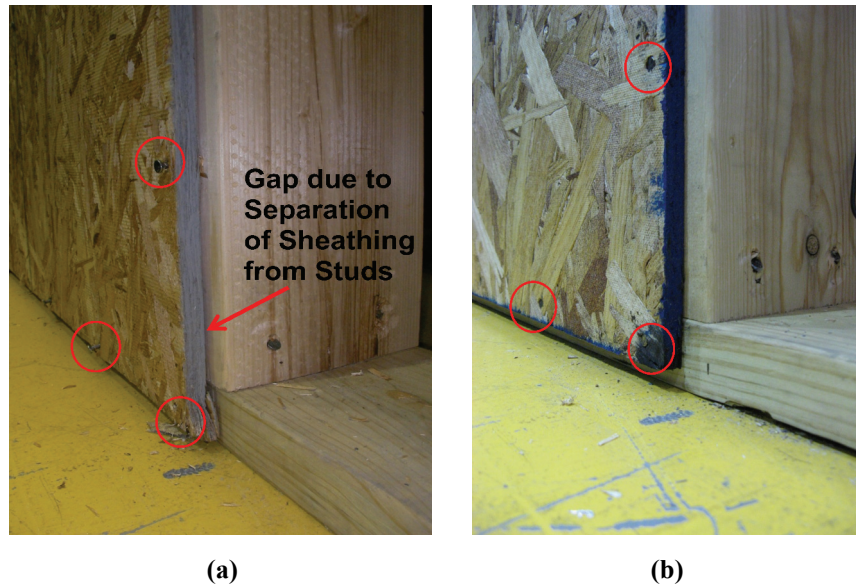 Gap due to
Separation
of Sheathing
from Studs
(a)
(b)